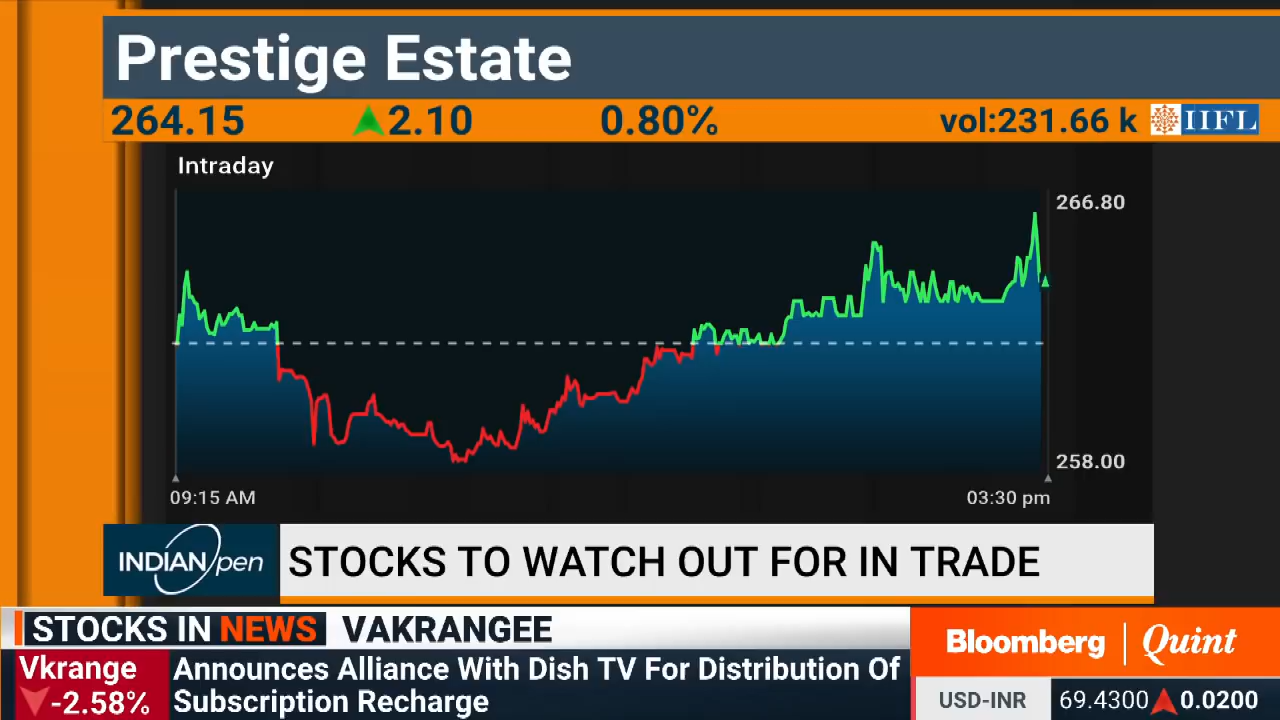 Prestige Estate
264.15 2.10 0.80% vol:231.66 k IIFL
Intraday
266.80
258.00
09:15 AM 03:30 pm
INDIAN Open STOCKS TO WATCH OUT FOR IN TRADE
STOCKS IN NEWS VAKRANGEE
Bloomberg | Quint
Vkrange
-2.58%
Announces Alliance With Dish TV For Distribution Of
Subscription Recharge
USD-INR 69.4300 0.0200